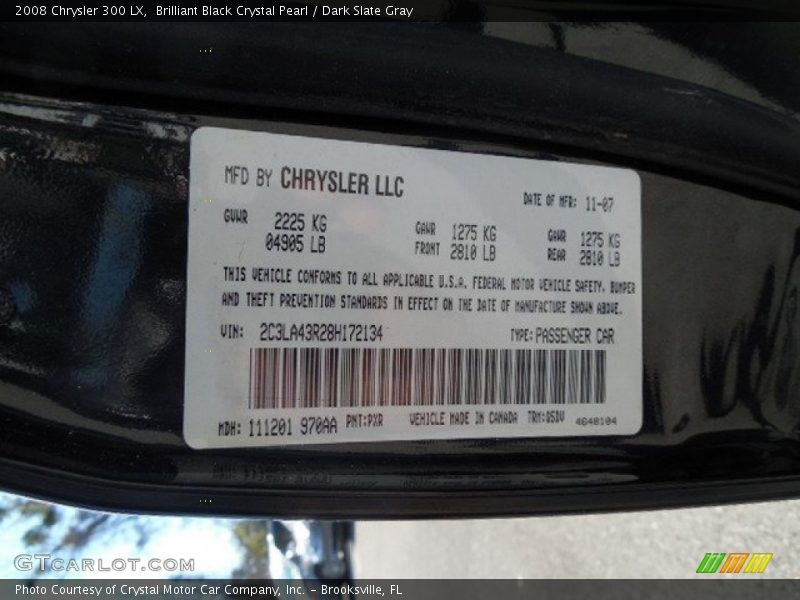 2008 Chrysler 300 LX,  Brilliant Black Crystal Pearl / Dark Slate Gray
MFD BY CHRYSLER LLC
DATE OF MFR: 11-07
GVWR 2225 KG
04905 LB
GAWR 1275 KG
FRONT 2810 LB
GAWR 1275 KG
REAR 2810 LB
THIS VEHICLE CONFORMS TO ALL APPLICABLE U.S.A. FEDERAL MOTOR VEHICLE SAFETY, BUMPER
AND THEFT PREVENTION STANDARDS IN EFFECT ON THE DATE OF MANUFACTURE SHOWN ABOVE.
VIN: 2C3LA43R28H172134 TYPE: PASSENGER CAR
MDH: 111201 970AA PNT:PXR VEHICLE MADE IN CANADA TRM:DSDV 4648104
GTcarlot.com
Photo Courtesy of Crystal Motor Car Company, Inc. - Brooksville, FL